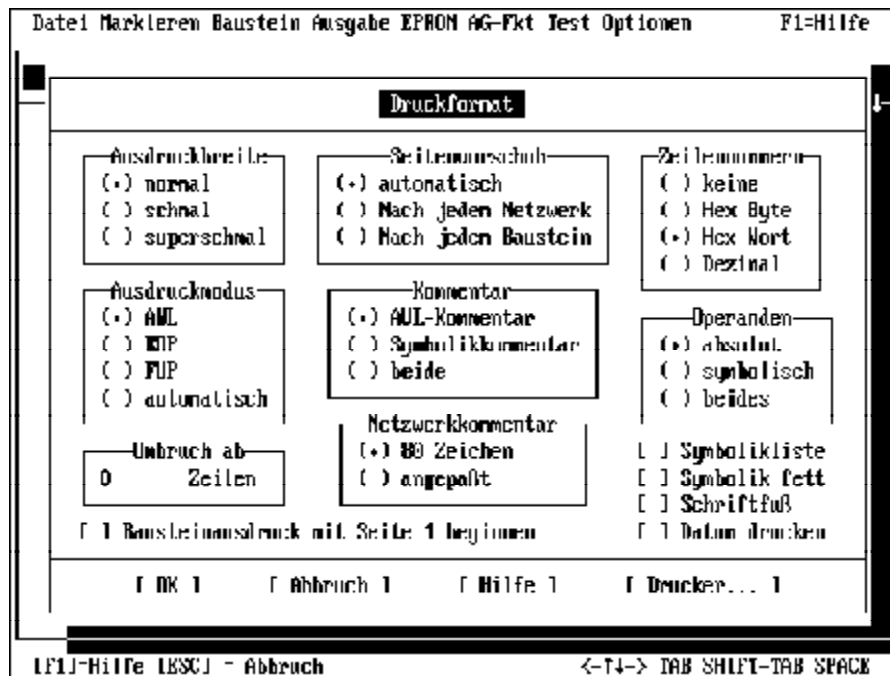 Datei Markieren Baustein Ausgabe EPROM AG-Fkt Test Optionen F1=Hilfe
Druckformat
Ausdruckbreite Seitenvorschub Zeilennummern
(•) normal (•) automatisch ( ) keine
( ) schmal ( ) Nach jedem Netzwerk ( ) Hex Byte
( ) superschmal ( ) Nach jedem Baustein (•) Hex Wort
( ) Dezimal
Ausdruckmodus Kommentar
(•) AWL (•) AWL-Kommentar Operanden
( ) KOP ( ) Symbolikkommentar (•) absolut
( ) FUP ( ) beide ( ) symbolisch
( ) automatisch ( ) beides
Netzwerkkommentar
Umbruch ab (•) 80 Zeichen [ ] Symbolikliste
0 Zeilen ( ) angepaßt [ ] Symbolik fett
[ ] Schriftfuß
[ ] Bausteinausdruck mit Seite 1 beginnen [ ] Datum drucken
[ OK ] [ Abbruch ] [ Hilfe ] [ Drucker... ]
[F1]-Hilfe [ESC] - Abbruch <-↑↓-> TAB SHIFT-TAB SPACE